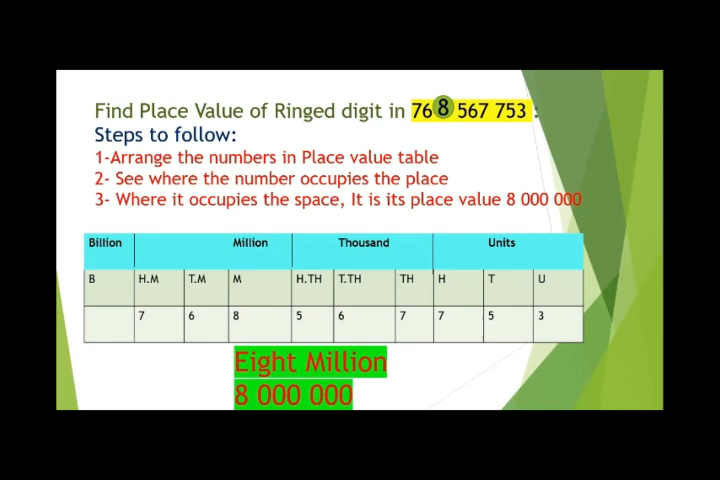 Find Place Value of Ringed digit in 768 567 753 :
Steps to follow:
1-Arrange the numbers in Place value table
2- See where the number occupies the place
3- Where it occupies the space, It is its place value 8 000 000
Billion Million Thousand Units
B H.M T.M M H.TH T.TH TH H T U
7 6 8 5 6 7 7 5 3
Eight Million
8 000 000